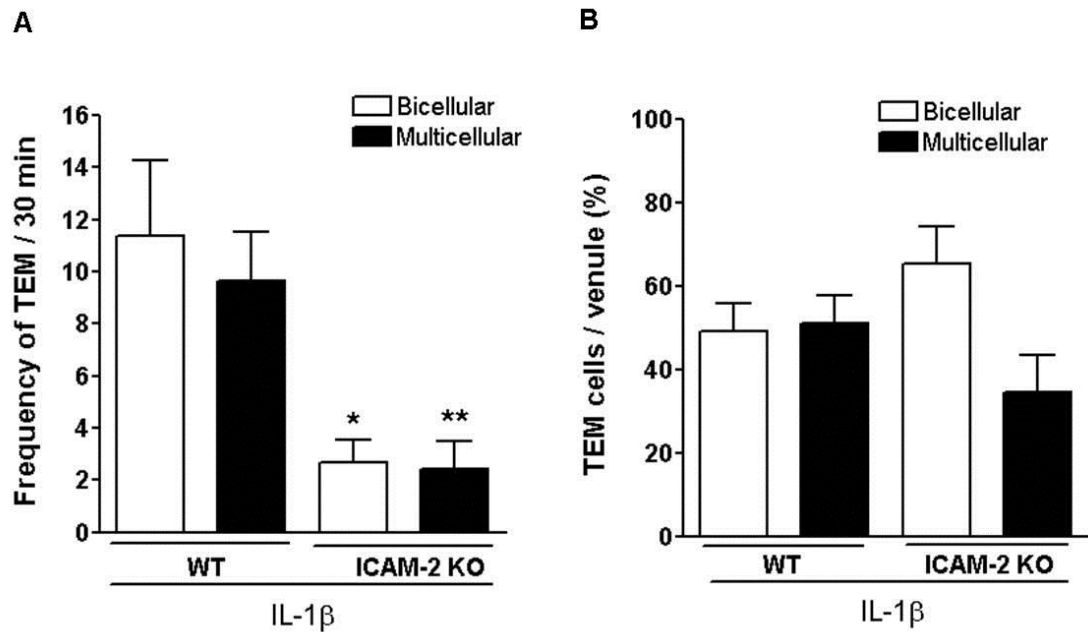 A
Frequency of TEM / 30 min
16
14
12
10
8
6
4
2
0
Bicellular
Multicellular
*
**
WT
ICAM-2 KO
IL-1β
B
TEM cells / venule (%)
100
80
60
40
20
0
Bicellular
Multicellular
WT
ICAM-2 KO
IL-1β